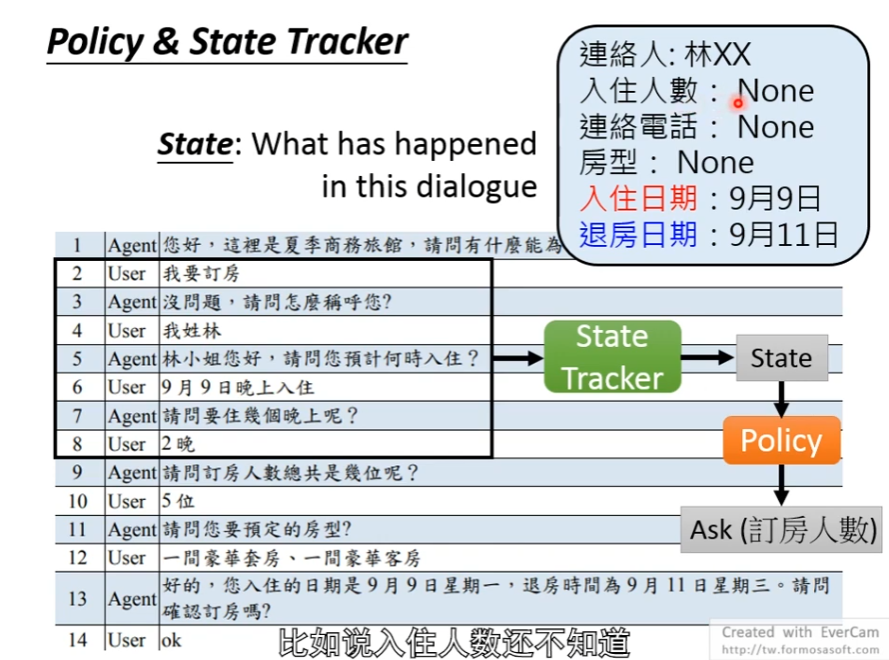 Policy & State Tracker
State: What has happened
in this dialogue
連絡人: 林XX
入住人數： None
連絡電話： None
房型： None
入住日期：9月9日
退房日期：9月11日
1 Agent 您好，這裡是夏季商務旅館，請問有什麼能為
2 User 我要訂房
3 Agent 沒問題，請問怎麼稱呼您?
4 User 我姓林
5 Agent 林小姐您好，請問您預計何時入住？
6 User 9月9日晚上入住
7 Agent 請問要住幾個晚上呢？
8 User 2晚
9 Agent 請問訂房人數總共是幾位呢？
10 User 5位
11 Agent 請問您要預定的房型?
12 User 一間豪華套房、一間豪華客房
13 Agent 好的，您入住的日期是9月9日星期一，退房時間為9月11日星期三。請問
確認訂房嗎?
14 User ok
State
Tracker
State
Policy
Ask (訂房人數)
比如说入住人数还不知道
Created with EverCam
http://tw.formosasoft.com